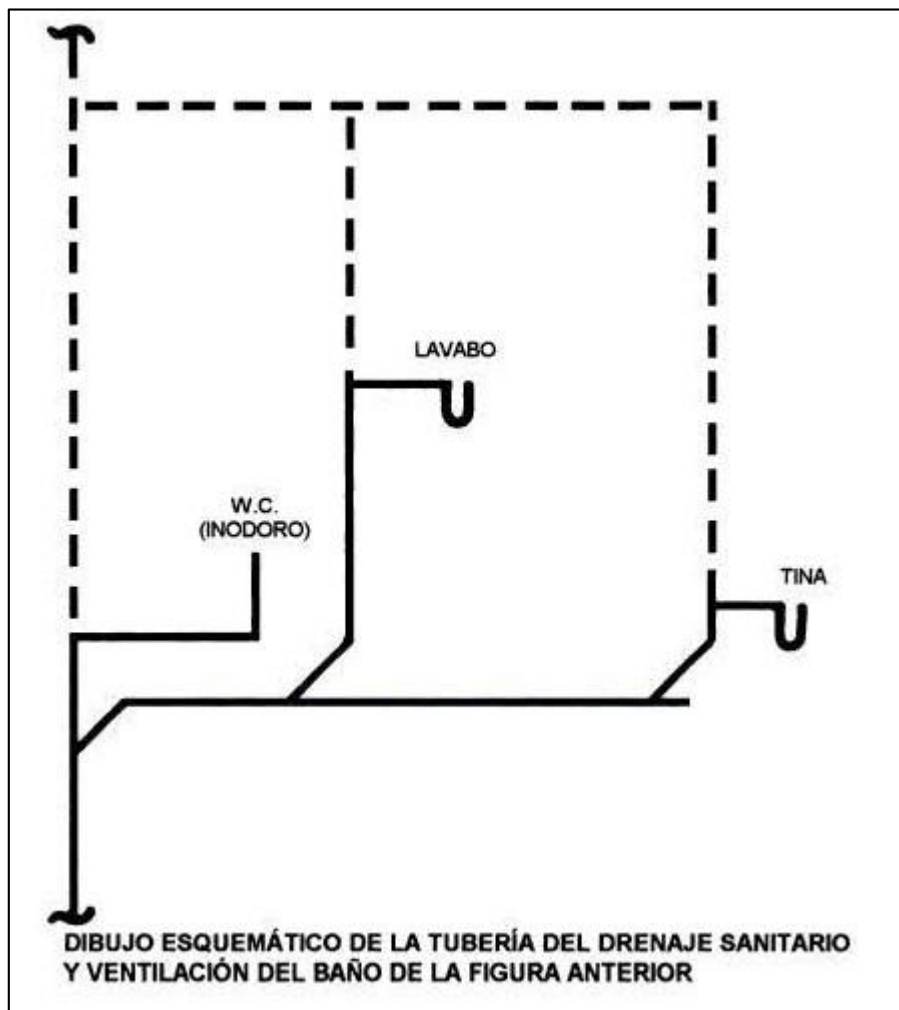 LAVABO
W.C.
(INODORO)
TINA
DIBUJO ESQUEMÁTICO DE LA TUBERÍA DEL DRENAJE SANITARIO
Y VENTILACIÓN DEL BAÑO DE LA FIGURA ANTERIOR